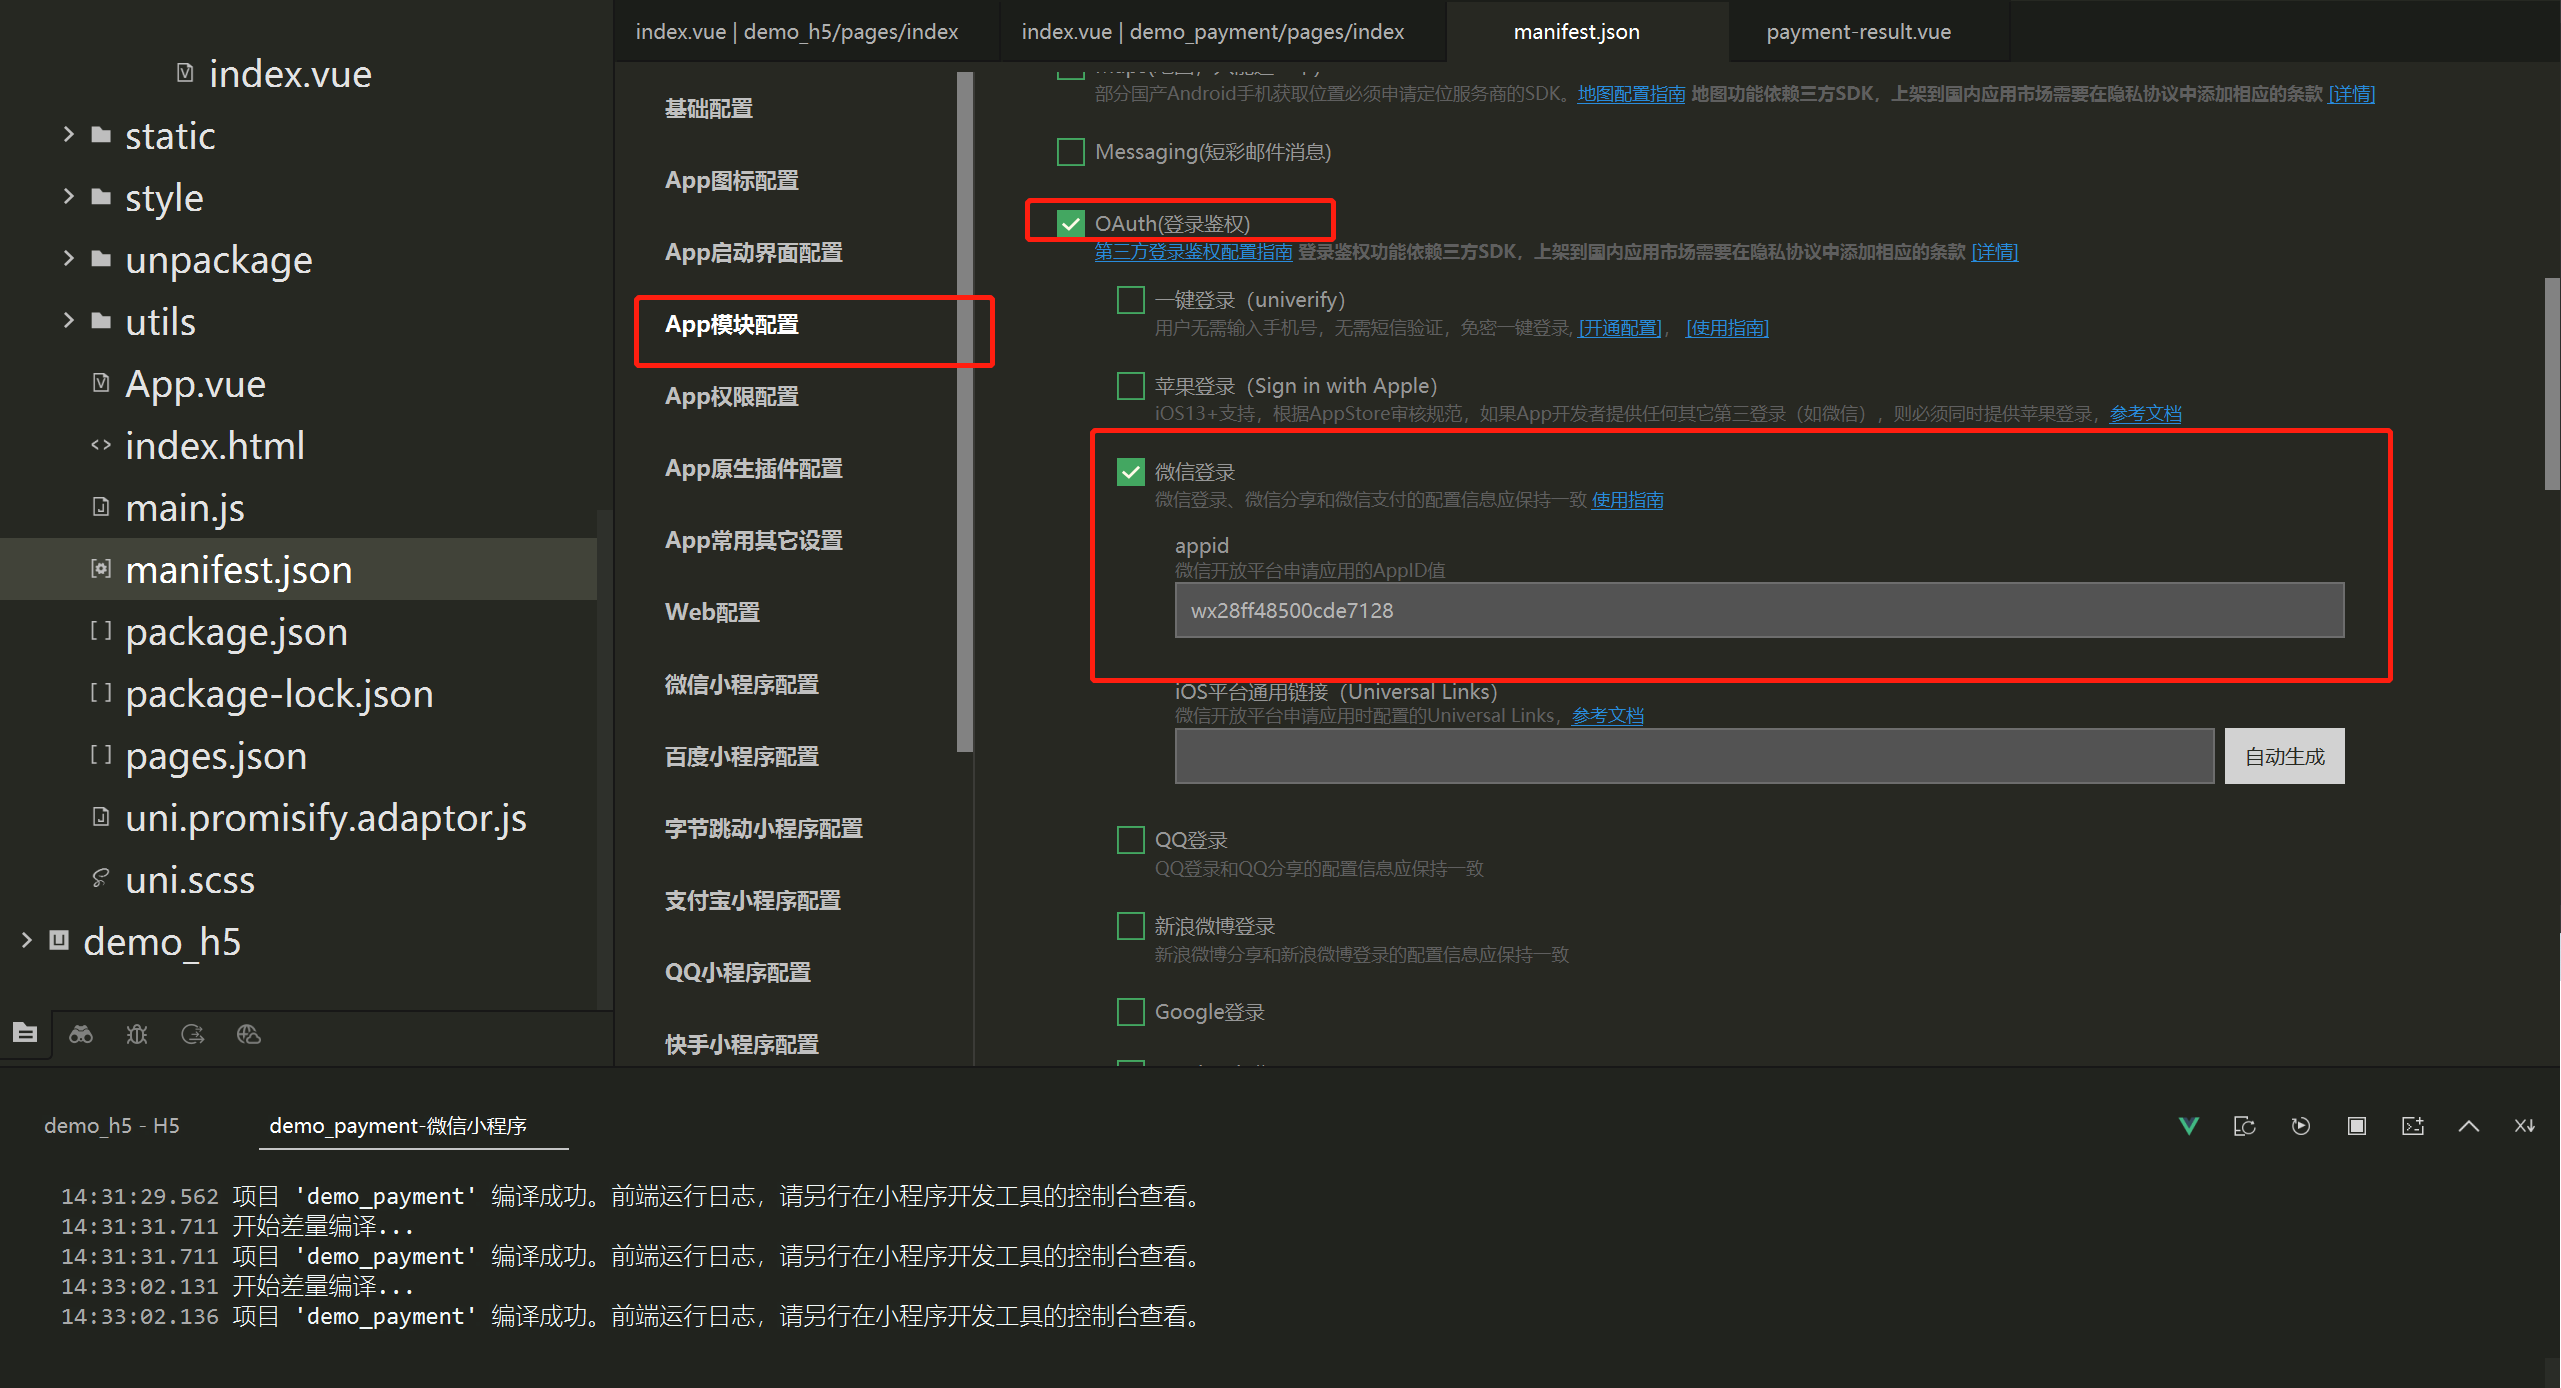 index.vue
static
style
unpackage
utils
App.vue
index.html
main.js
manifest.json
package.json
package-lock.json
pages.json
uni.promisify.adaptor.js
uni.scss
demo_h5
index.vue | demo_h5/pages/index
index.vue | demo_payment/pages/index
manifest.json
payment-result.vue
基础配置
App图标配置
App启动界面配置
App模块配置
App权限配置
App原生插件配置
App常用其它设置
Web配置
微信小程序配置
百度小程序配置
字节跳动小程序配置
支付宝小程序配置
QQ小程序配置
快手小程序配置
部分国产Android手机获取位置必须申请定位服务商的SDK。地图配置指南 地图功能依赖三方SDK，上架到国内应用市场需要在隐私协议中添加相应的条款 [详情]
Messaging(短彩邮件消息)
OAuth(登录鉴权)
第三方登录鉴权配置指南 登录鉴权功能依赖三方SDK，上架到国内应用市场需要在隐私协议中添加相应的条款 [详情]
一键登录（univerify）
用户无需输入手机号，无需短信验证，免密一键登录, [开通配置]， [使用指南]
苹果登录（Sign in with Apple）
iOS13+支持，根据AppStore审核规范，如果App开发者提供任何其它第三登录（如微信），则必须同时提供苹果登录，参考文档
微信登录
微信登录、微信分享和微信支付的配置信息应保持一致 使用指南
appid
微信开放平台申请应用的AppID值
wx28ff48500cde7128
iOS平台通用链接（Universal Links）
微信开放平台申请应用时配置的Universal Links，参考文档
自动生成
QQ登录
QQ登录和QQ分享的配置信息应保持一致
新浪微博登录
新浪微博分享和新浪微博登录的配置信息应保持一致
Google登录
demo_h5 - H5
demo_payment-微信小程序
14:31:29.562 项目 'demo_payment' 编译成功。前端运行日志，请另行在小程序开发工具的控制台查看。
14:31:31.711 开始差量编译...
14:31:31.711 项目 'demo_payment' 编译成功。前端运行日志，请另行在小程序开发工具的控制台查看。
14:33:02.131 开始差量编译...
14:33:02.136 项目 'demo_payment' 编译成功。前端运行日志，请另行在小程序开发工具的控制台查看。